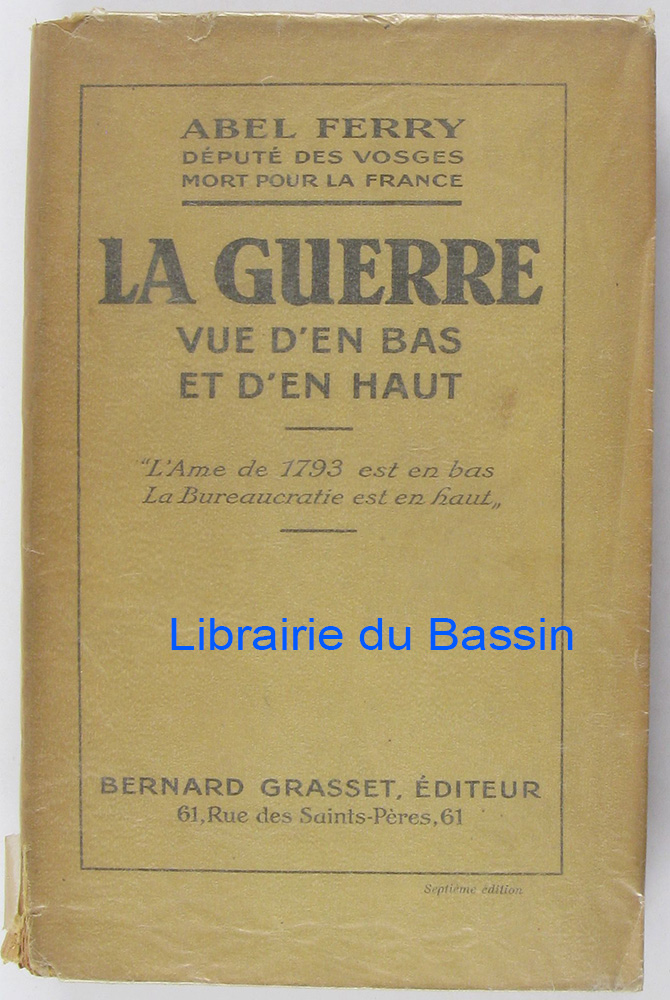 ABEL FERRY
DÉPUTÉ DES VOSGES
MORT POUR LA FRANCE
LA GUERRE
VUE D'EN BAS
ET D'EN HAUT
"L'Ame de 1793 est en bas
La Bureaucratie est en haut„
Librairie du Bassin
BERNARD GRASSET, ÉDITEUR
61, Rue des Saints-Pères, 61
Septième édition